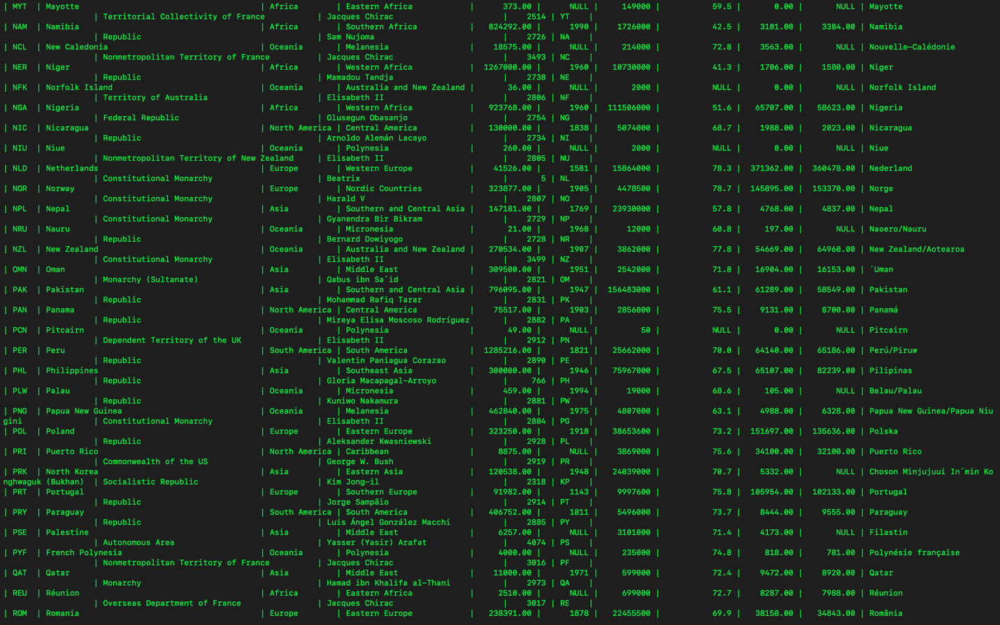 | MYT | Mayotte | Africa | Eastern Africa | 373.00 | NULL | 149000 | 59.5 | 0.00 | NULL | Mayotte
| Territorial Collectivity of France | Jacques Chirac | 2514 | YT |
| NAM | Namibia | Africa | Southern Africa | 824292.00 | 1990 | 1726000 | 42.5 | 3101.00 | 3384.00 | Namibia
| Republic | Sam Nujoma | 2726 | NA |
| NCL | New Caledonia | Oceania | Melanesia | 18575.00 | NULL | 214000 | 72.8 | 3563.00 | NULL | Nouvelle-Calédonie
| Nonmetropolitan Territory of France | Jacques Chirac | 3493 | NC |
| NER | Niger | Africa | Western Africa | 1267000.00 | 1960 | 10730000 | 41.3 | 1706.00 | 1580.00 | Niger
| Republic | Mamadou Tandja | 2738 | NE |
| NFK | Norfolk Island | Oceania | Australia and New Zealand | 36.00 | NULL | 2000 | NULL | 0.00 | NULL | Norfolk Island
| Territory of Australia | Elisabeth II | 2806 | NF |
| NGA | Nigeria | Africa | Western Africa | 923768.00 | 1960 | 111506000 | 51.6 | 65707.00 | 58623.00 | Nigeria
| Federal Republic | Olusegun Obasanjo | 2754 | NG |
| NIC | Nicaragua | North America | Central America | 130000.00 | 1838 | 5074000 | 68.7 | 1988.00 | 2023.00 | Nicaragua
| Republic | Arnoldo Alemán Lacayo | 2734 | NI |
| NIU | Niue | Oceania | Polynesia | 260.00 | NULL | 2000 | NULL | 0.00 | NULL | Niue
| Nonmetropolitan Territory of New Zealand | Elisabeth II | 2805 | NU |
| NLD | Netherlands | Europe | Western Europe | 41526.00 | 1581 | 15864000 | 78.3 | 371362.00 | 360478.00 | Nederland
| Constitutional Monarchy | Beatrix | 5 | NL |
| NOR | Norway | Europe | Nordic Countries | 323877.00 | 1905 | 4478500 | 78.7 | 145895.00 | 153370.00 | Norge
| Constitutional Monarchy | Harald V | 2807 | NO |
| NPL | Nepal | Asia | Southern and Central Asia | 147181.00 | 1769 | 23930000 | 57.8 | 4768.00 | 4837.00 | Nepal
| Constitutional Monarchy | Gyanendra Bir Bikram | 2729 | NP |
| NRU | Nauru | Oceania | Micronesia | 21.00 | 1968 | 12000 | 60.8 | 197.00 | NULL | Naoero/Nauru
| Republic | Bernard Dowiyogo | 2728 | NR |
| NZL | New Zealand | Oceania | Australia and New Zealand | 270534.00 | 1907 | 3862000 | 77.8 | 54669.00 | 64960.00 | New Zealand/Aotearoa
| Constitutional Monarchy | Elisabeth II | 3499 | NZ |
| OMN | Oman | Asia | Middle East | 309500.00 | 1951 | 2542000 | 71.8 | 16904.00 | 16153.00 | ´Uman
| Monarchy (Sultanate) | Qabus ibn Sa´id | 2821 | OM |
| PAK | Pakistan | Asia | Southern and Central Asia | 796095.00 | 1947 | 156483000 | 61.1 | 61289.00 | 58549.00 | Pakistan
| Republic | Mohammad Rafiq Tarar | 2831 | PK |
| PAN | Panama | North America | Central America | 75517.00 | 1903 | 2856000 | 75.5 | 9131.00 | 8700.00 | Panamá
| Republic | Mireya Elisa Moscoso Rodríguez | 2882 | PA |
| PCN | Pitcairn | Oceania | Polynesia | 49.00 | NULL | 50 | NULL | 0.00 | NULL | Pitcairn
| Dependent Territory of the UK | Elisabeth II | 2912 | PN |
| PER | Peru | South America | South America | 1285216.00 | 1821 | 25662000 | 70.0 | 64140.00 | 65186.00 | Perú/Piruw
| Republic | Valentin Paniagua Corazao | 2890 | PE |
| PHL | Philippines | Asia | Southeast Asia | 300000.00 | 1946 | 75967000 | 67.5 | 65107.00 | 82239.00 | Pilipinas
| Republic | Gloria Macapagal-Arroyo | 766 | PH |
| PLW | Palau | Oceania | Micronesia | 459.00 | 1994 | 19000 | 68.6 | 105.00 | NULL | Belau/Palau
| Republic | Kuniwo Nakamura | 2881 | PW |
| PNG | Papua New Guinea | Oceania | Melanesia | 462840.00 | 1975 | 4807000 | 63.1 | 4988.00 | 6328.00 | Papua New Guinea/Papua Niu
gini | Constitutional Monarchy | Elisabeth II | 2884 | PG |
| POL | Poland | Europe | Eastern Europe | 323250.00 | 1918 | 38653600 | 73.2 | 151697.00 | 135636.00 | Polska
| Republic | Aleksander Kwasniewski | 2928 | PL |
| PRI | Puerto Rico | North America | Caribbean | 8875.00 | NULL | 3869000 | 75.6 | 34100.00 | 32100.00 | Puerto Rico
| Commonwealth of the US | George W. Bush | 2919 | PR |
| PRK | North Korea | Asia | Eastern Asia | 120538.00 | 1948 | 24039000 | 70.7 | 5332.00 | NULL | Choson Minjujuui In´min Ko
nghwaguk (Bukhan) | Socialistic Republic | Kim Jong-il | 2318 | KP |
| PRT | Portugal | Europe | Southern Europe | 91982.00 | 1143 | 9997600 | 75.8 | 105954.00 | 102133.00 | Portugal
| Republic | Jorge Sampãio | 2914 | PT |
| PRY | Paraguay | South America | South America | 406752.00 | 1811 | 5496000 | 73.7 | 8444.00 | 9555.00 | Paraguay
| Republic | Luis Ángel González Macchi | 2885 | PY |
| PSE | Palestine | Asia | Middle East | 6257.00 | NULL | 3101000 | 71.4 | 4173.00 | NULL | Filastin
| Autonomous Area | Yasser (Yasir) Arafat | 4074 | PS |
| PYF | French Polynesia | Oceania | Polynesia | 4000.00 | NULL | 235000 | 74.8 | 818.00 | 781.00 | Polynésie française
| Nonmetropolitan Territory of France | Jacques Chirac | 3016 | PF |
| QAT | Qatar | Asia | Middle East | 11000.00 | 1971 | 599000 | 72.4 | 9472.00 | 8920.00 | Qatar
| Monarchy | Hamad ibn Khalifa al-Thani | 2973 | QA |
| REU | Réunion | Africa | Eastern Africa | 2510.00 | NULL | 699000 | 72.7 | 8287.00 | 7988.00 | Réunion
| Overseas Department of France | Jacques Chirac | 3017 | RE |
| ROM | Romania | Europe | Eastern Europe | 238391.00 | 1878 | 22455500 | 69.9 | 38158.00 | 34843.00 | România